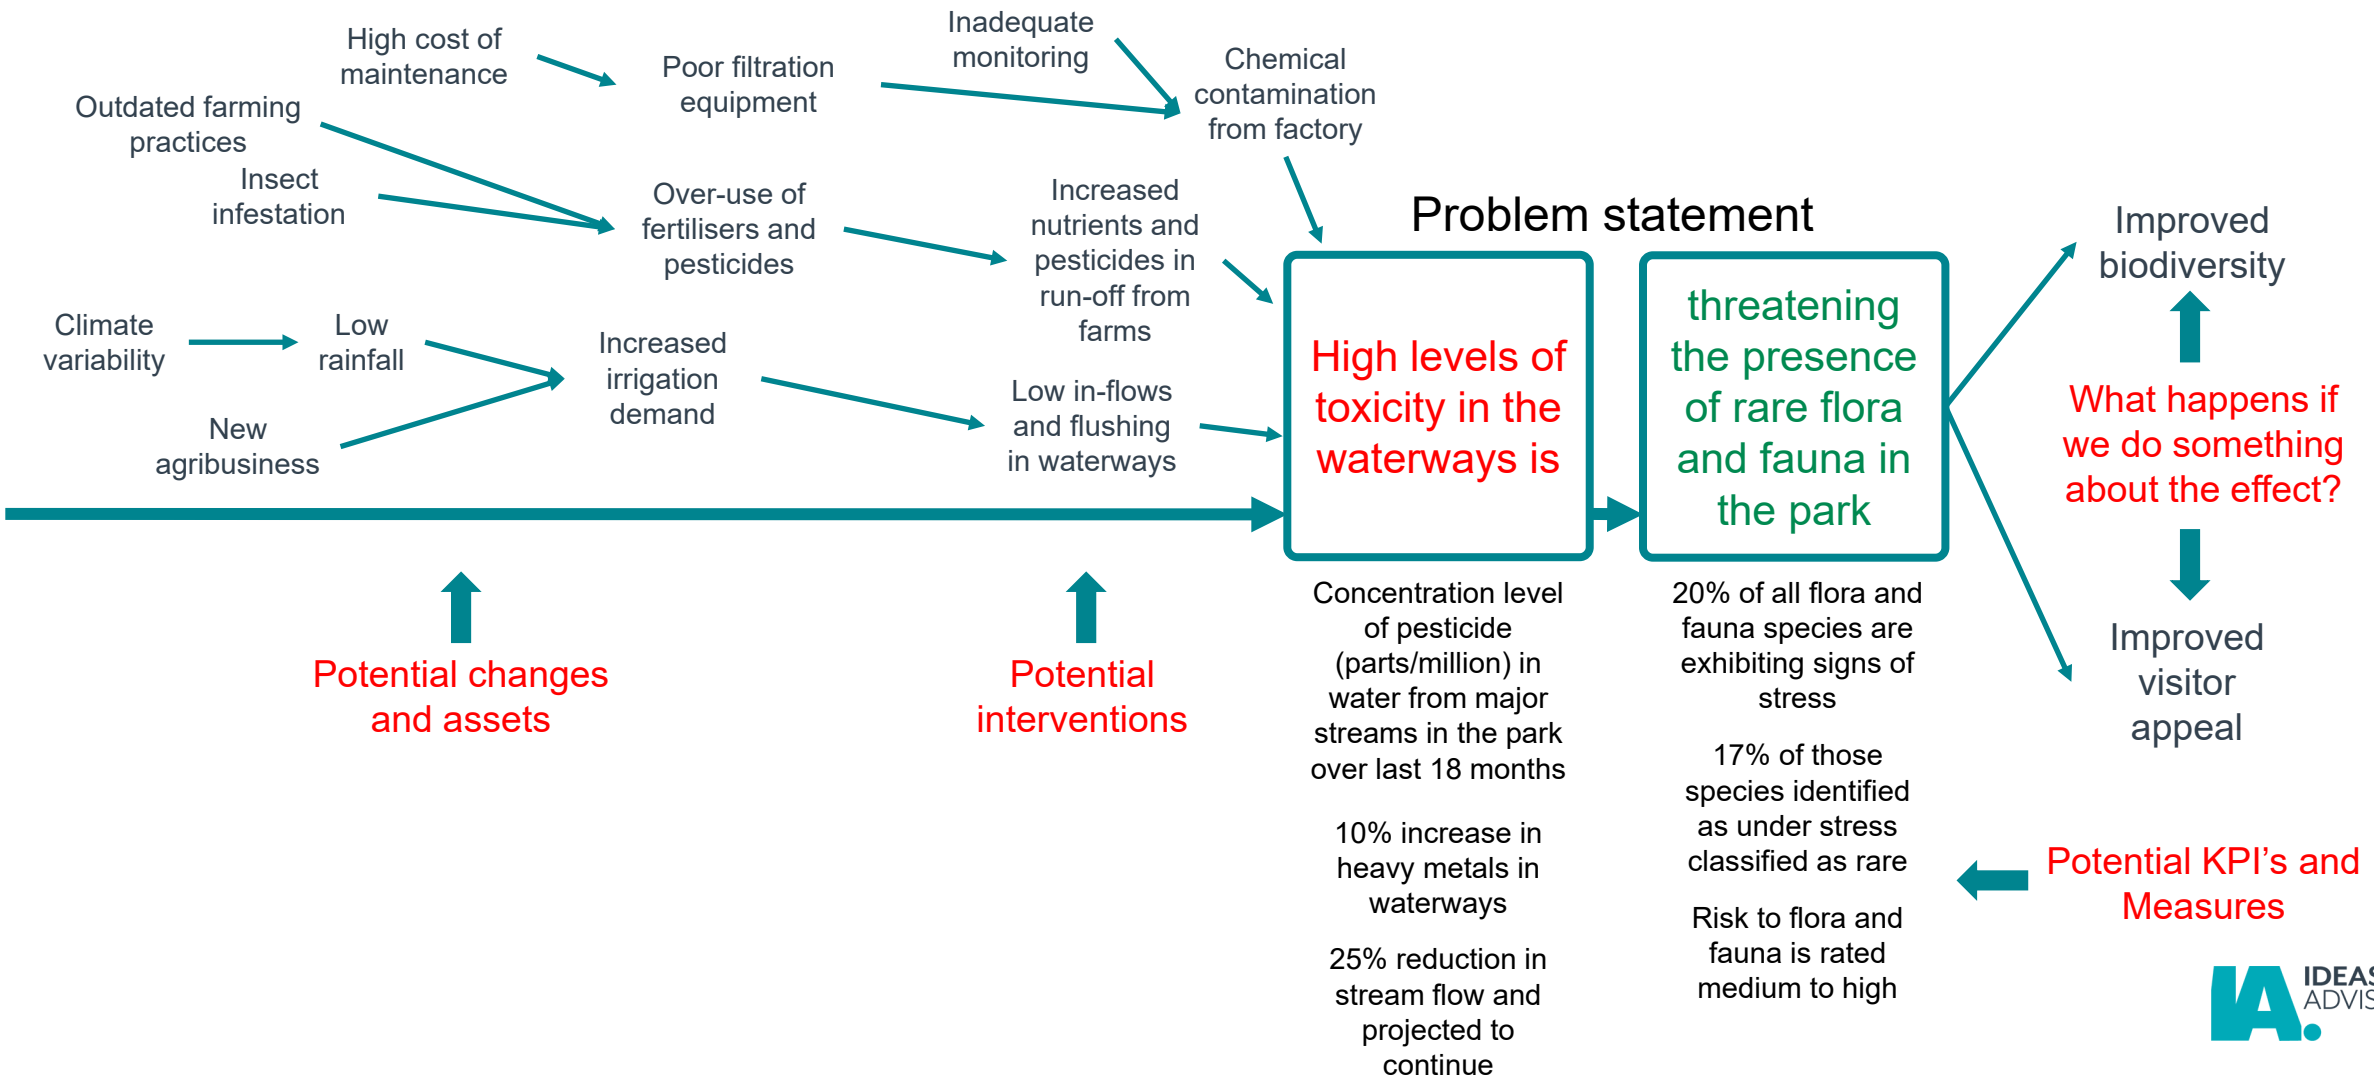 High cost of
maintenance
Poor filtration
equipment
Inadequate
monitoring
Chemical
contamination
from factory
Outdated farming
practices
Insect
infestation
Over-use of
fertilisers and
pesticides
Increased
nutrients and
pesticides in
run-off from
farms
Climate
variability
Low
rainfall
New
agribusiness
Increased
irrigation
demand
Low in-flows
and flushing
in waterways
Problem statement
High levels of
toxicity in the
waterways is
threatening
the presence
of rare flora
and fauna in
the park
Improved
biodiversity
What happens if
we do something
about the effect?
Improved
visitor
appeal
Potential changes
and assets
Potential
interventions
Concentration level
of pesticide
(parts/million) in
water from major
streams in the park
over last 18 months
10% increase in
heavy metals in
waterways
25% reduction in
stream flow and
projected to
continue
20% of all flora and
fauna species are
exhibiting signs of
stress
17% of those
species identified
as under stress
classified as rare
Risk to flora and
fauna is rated
medium to high
Potential KPI’s and
Measures
IA.
IDEAS
ADVIS